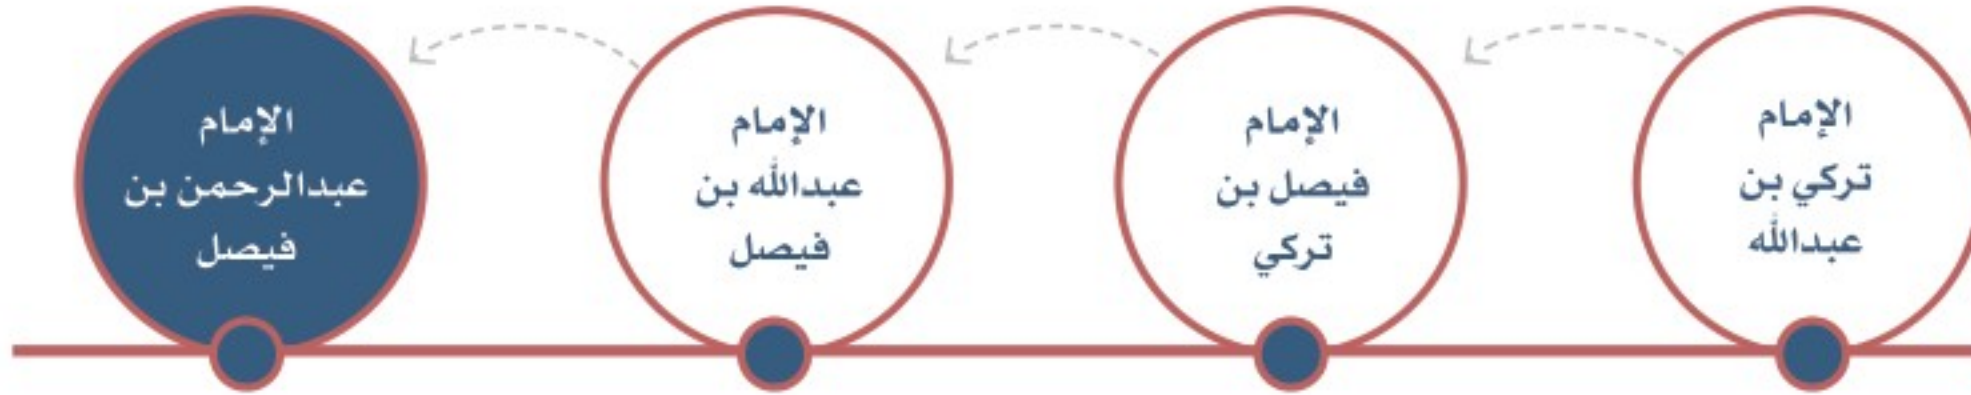 الإمام
تركي بن
عبدالله
الإمام
فيصل بن
تركي
الإمام
عبدالله بن
فيصل
الإمام
عبدالرحمن بن
فيصل